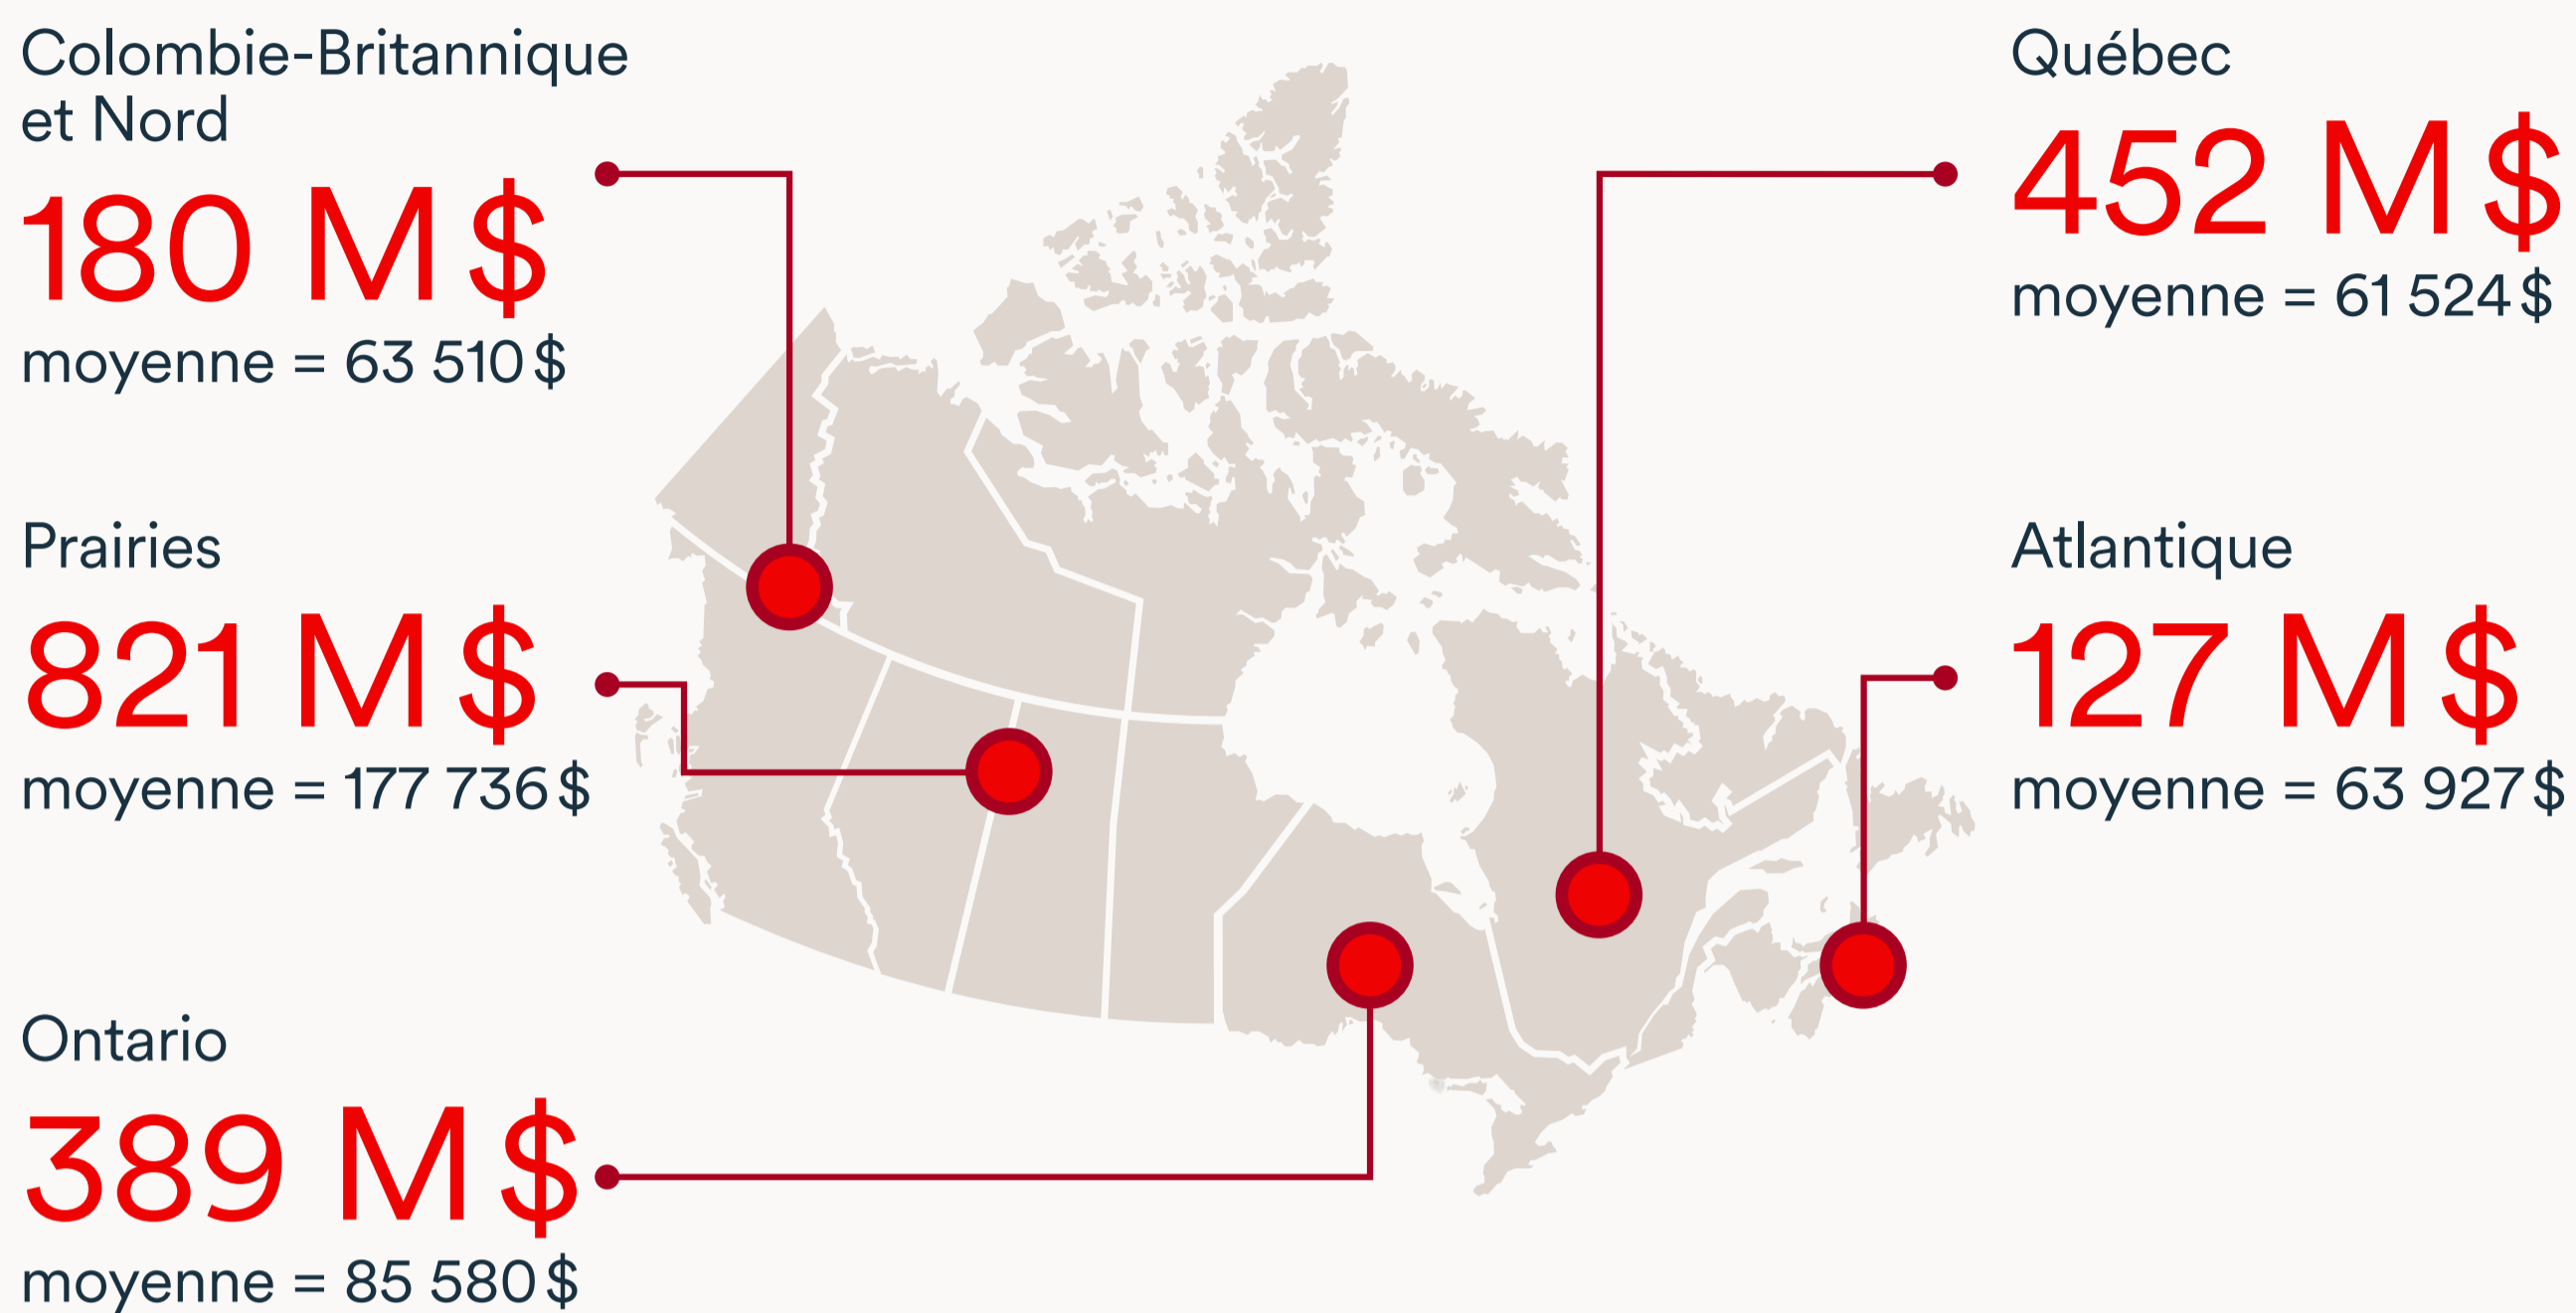 Colombie-Britannique
et Nord
180 M $
moyenne = 63 510 $
Prairies
821 M $
moyenne = 177 736 $
Ontario
389 M $
moyenne = 85 580 $
Québec
452 M $
moyenne = 61 524 $
Atlantique
127 M $
moyenne = 63 927 $